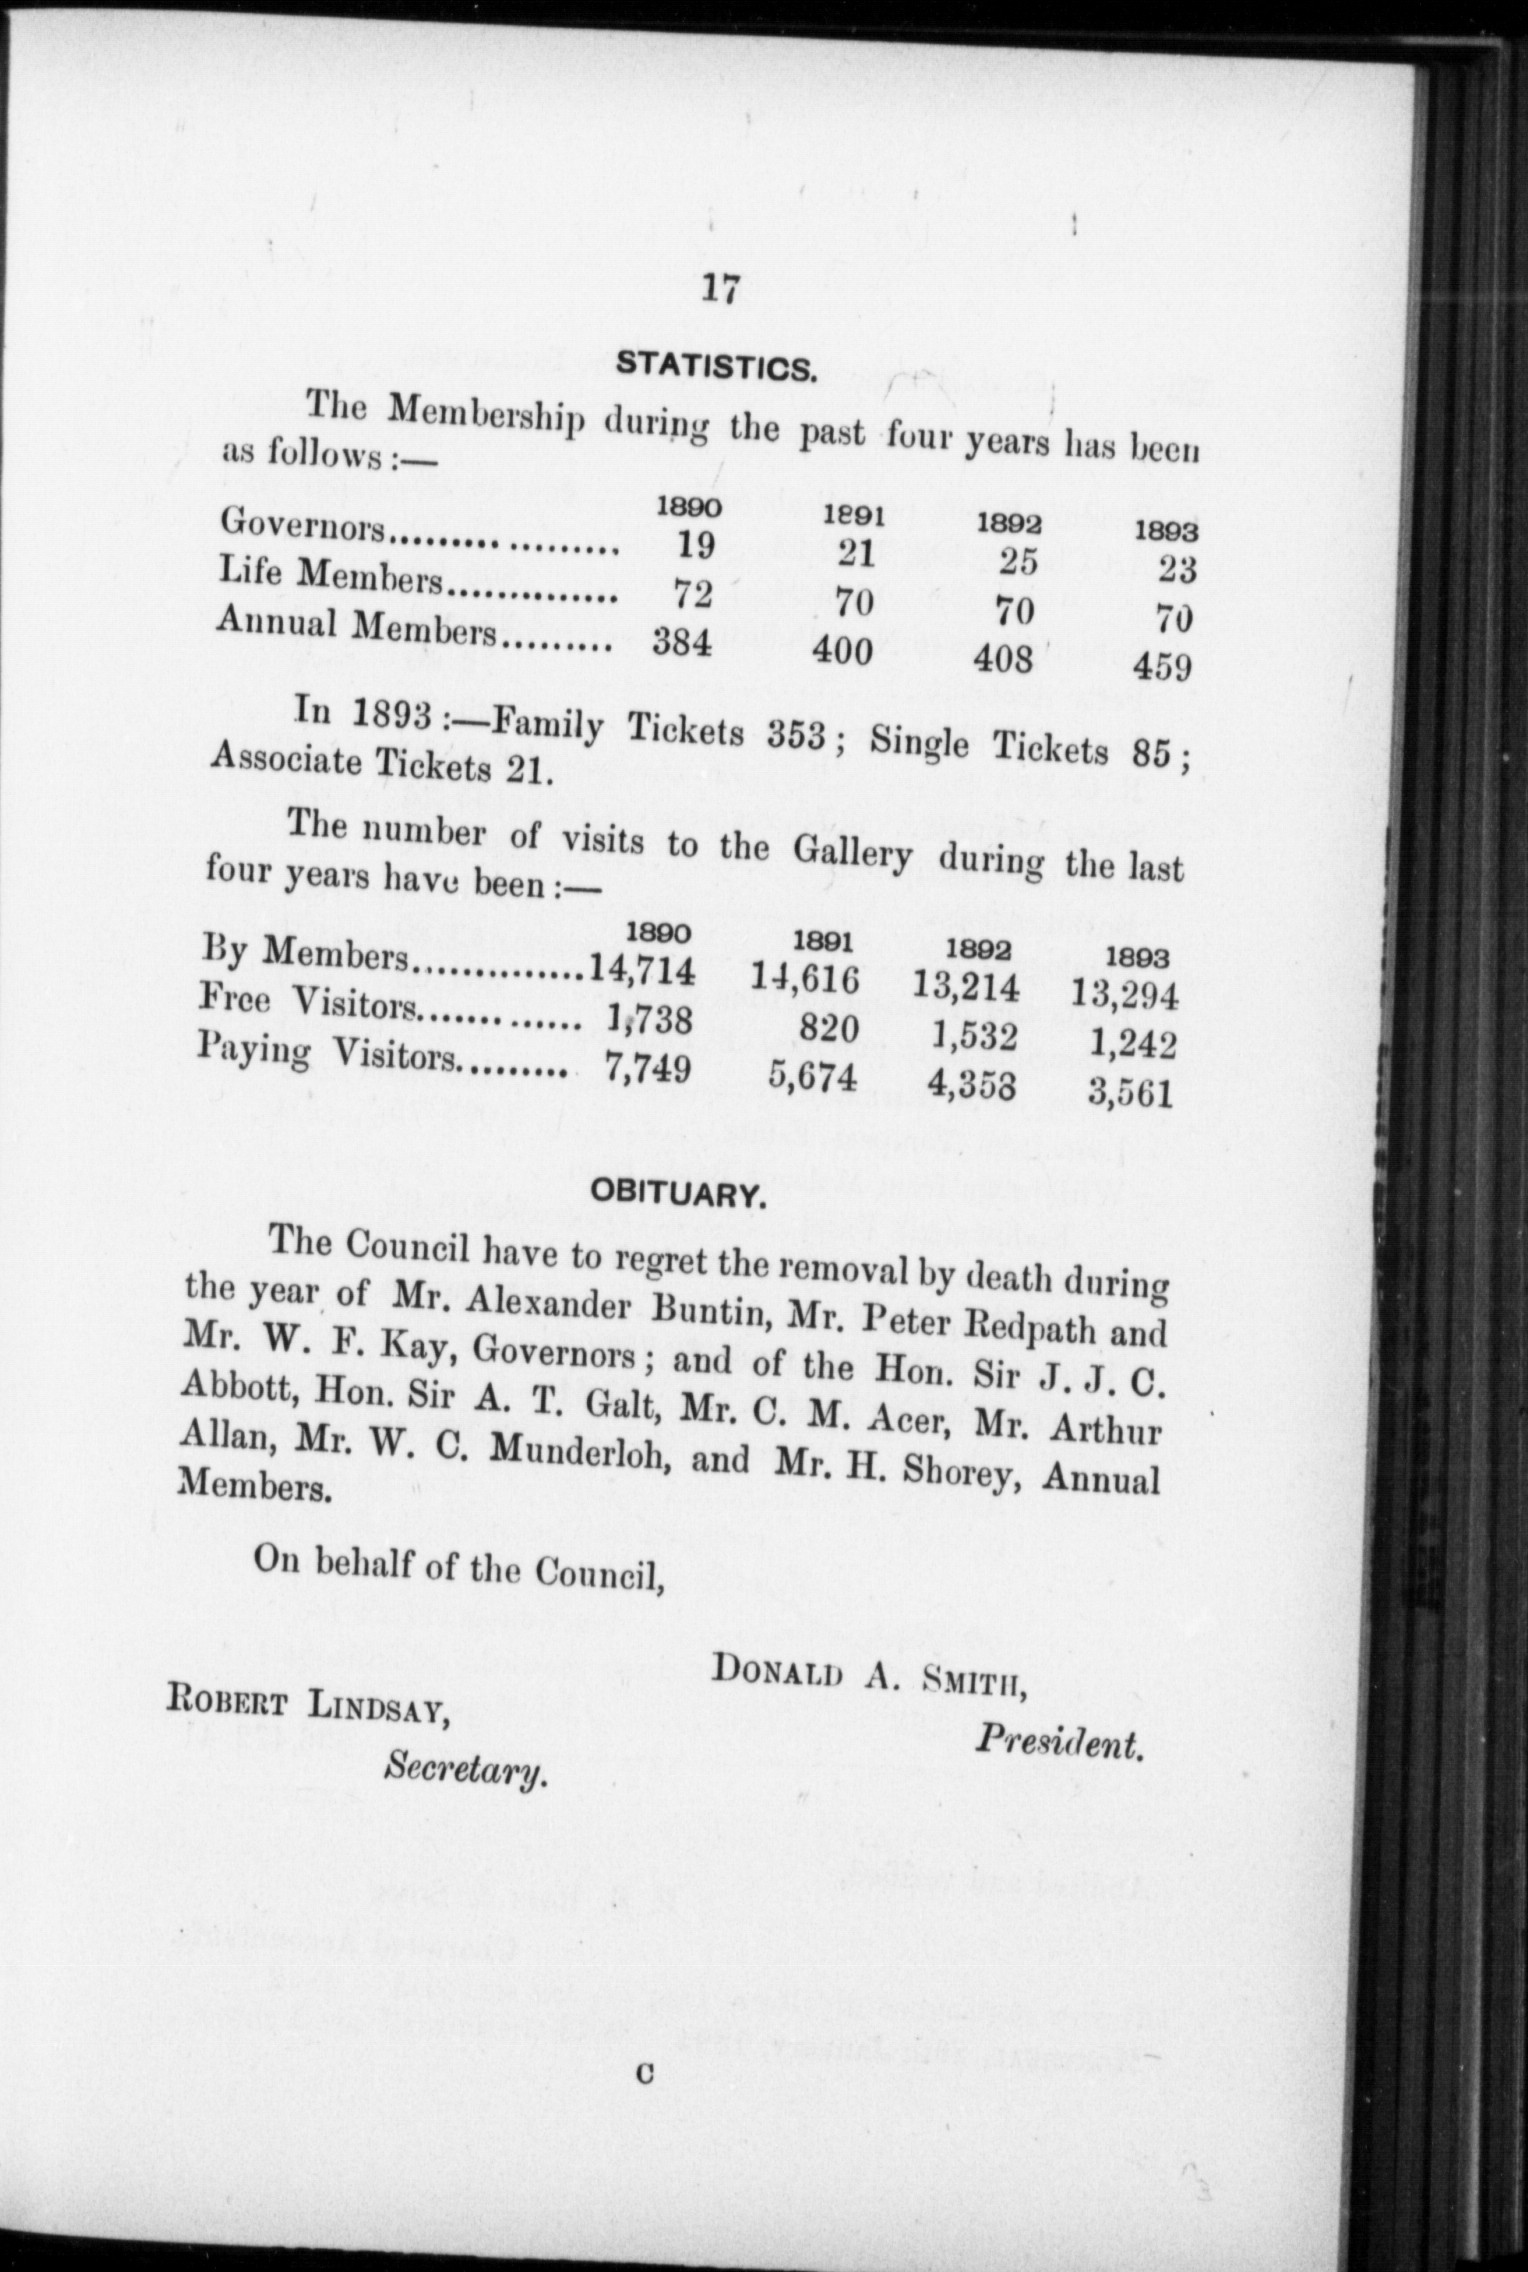 17
STATISTICS.
The Membership during the past four years has been
as follows :—
1890 1891 1892 1893
Governors.................. 19 21 25 23
Life Members.............. 72 70 70 70
Annual Members......... 384 400 408 459
In 1893 :—Family Tickets 353 ; Single Tickets 85 ;
Associate Tickets 21.
The number of visits to the Gallery during the last
four years have been :—
1890 1891 1892 1893
By Members..............14,714 14,616 13,214 13,294
Free Visitors............. 1,738 820 1,532 1,242
Paying Visitors......... 7,749 5,674 4,353 3,561
OBITUARY.
The Council have to regret the removal by death during
the year of Mr. Alexander Buntin, Mr. Peter Redpath and
Mr. W. F. Kay, Governors ; and of the Hon. Sir J. J. C.
Abbott, Hon. Sir A. T. Galt, Mr. C. M. Acer, Mr. Arthur
Allan, Mr. W. C. Munderloh, and Mr. H. Shorey, Annual
Members.
On behalf of the Council,
DONALD A. SMITH,
President.
ROBERT LINDSAY,
Secretary.
C